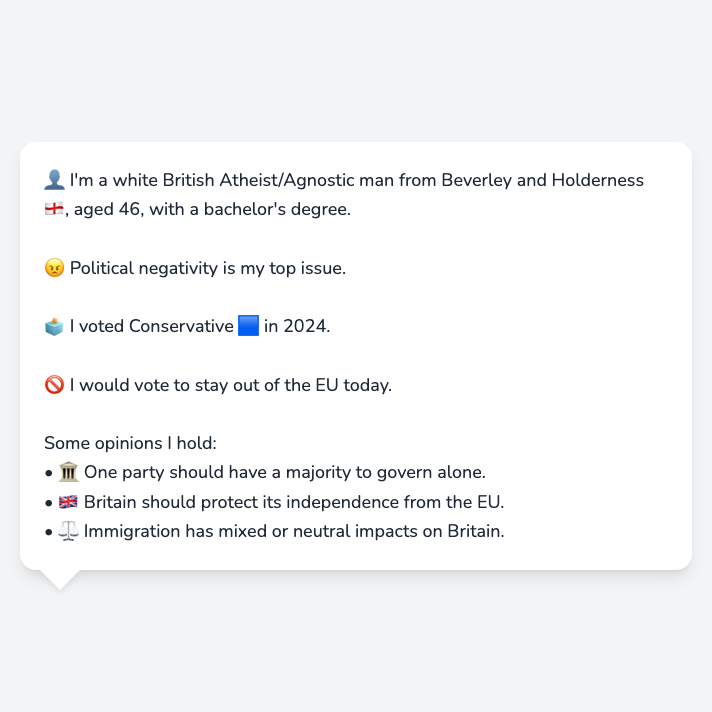 👤 I'm a white British Atheist/Agnostic man from Beverley and Holderness
🏴󠁧󠁢󠁥󠁮󠁧󠁿, aged 46, with a bachelor's degree.
😠 Political negativity is my top issue.
🗳️ I voted Conservative 🟦 in 2024.
🚫 I would vote to stay out of the EU today.
Some opinions I hold:
• 🏛️ One party should have a majority to govern alone.
• 🇬🇧 Britain should protect its independence from the EU.
• ⚖️ Immigration has mixed or neutral impacts on Britain.